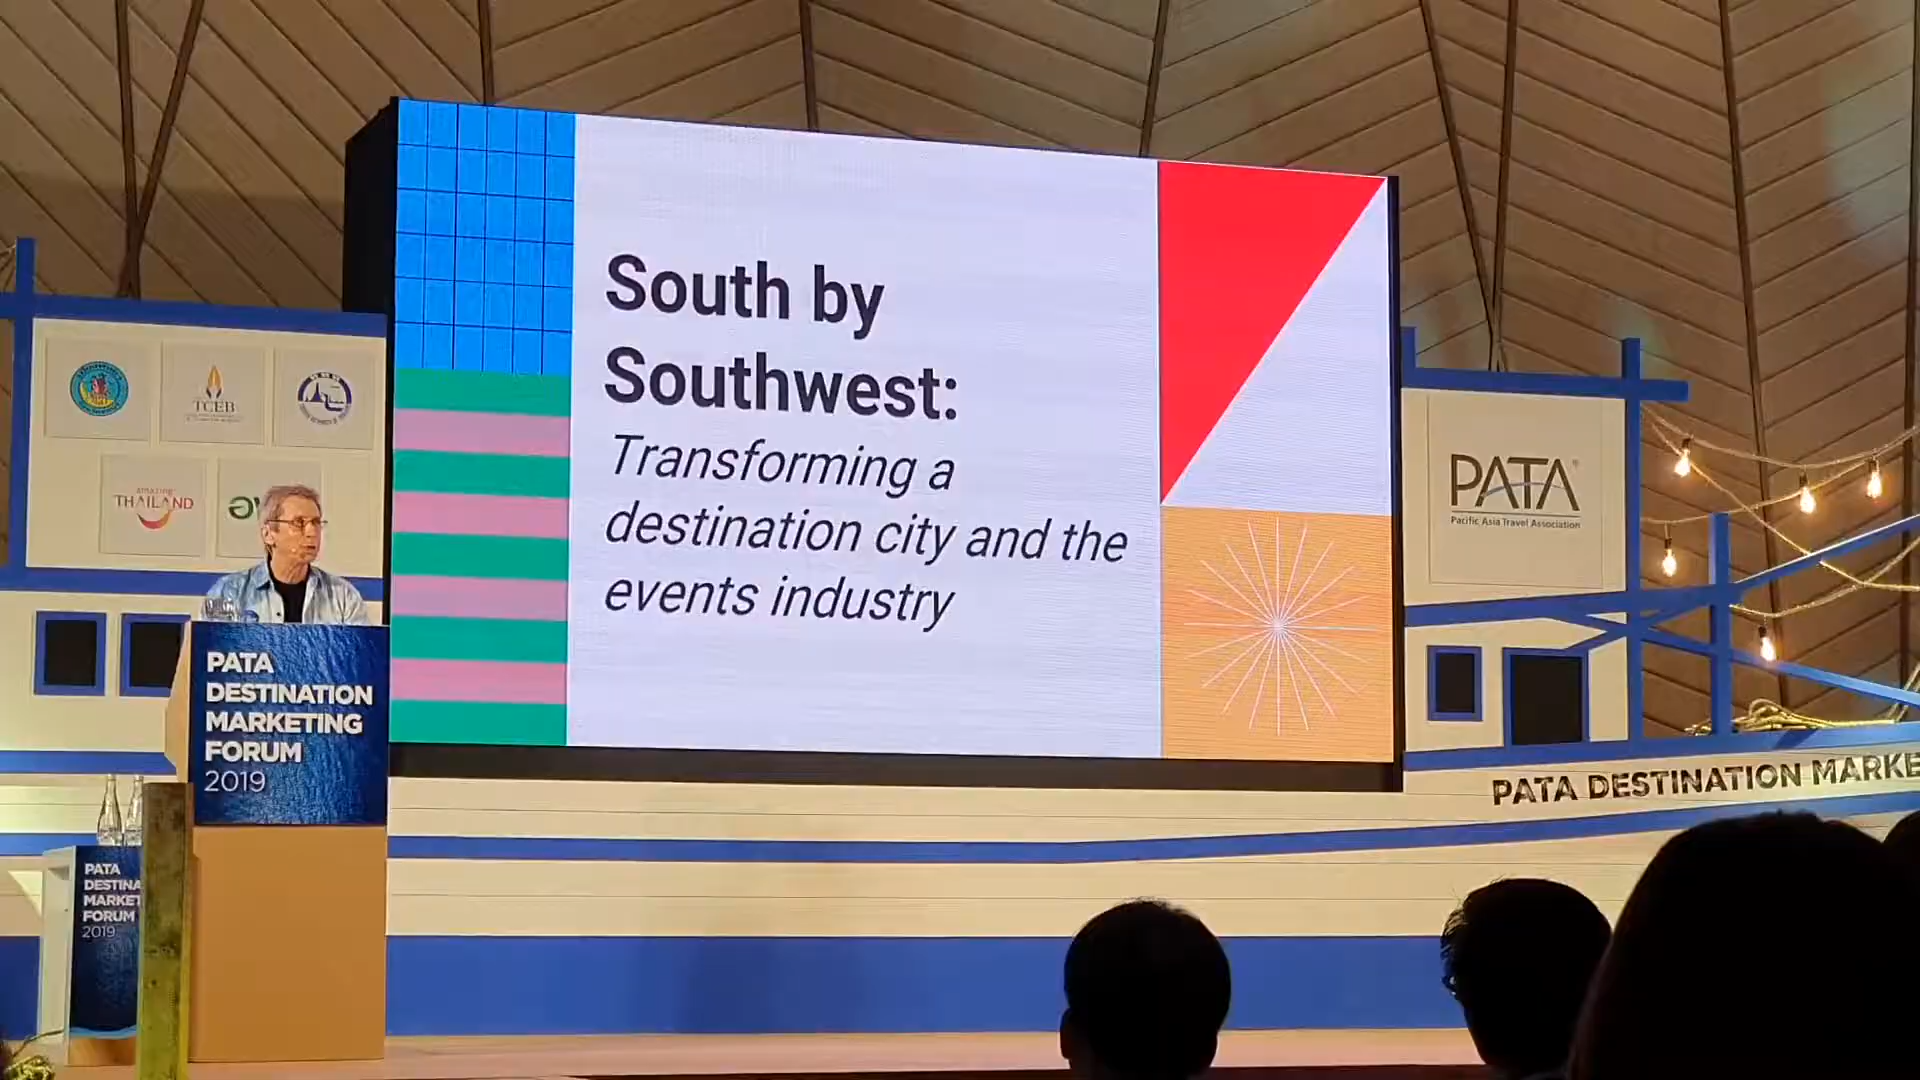 South by
Southwest:
Transforming a
destination city and the
events industry
TCEB
AMAZING
THAILAND
PATA
DESTINATION
MARKETING
FORUM
2019
PATA
DESTINA
MARKET
FORUM
2019
PATA
Pacific Asia Travel Association
PATA DESTINATION MARKE